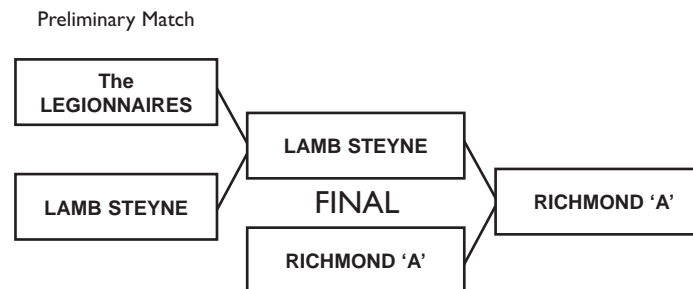 Preliminary Match
The
LEGIONNAIRES
LAMB STEYNE
LAMB STEYNE
FINAL
RICHMOND ‘A’
RICHMOND ‘A’